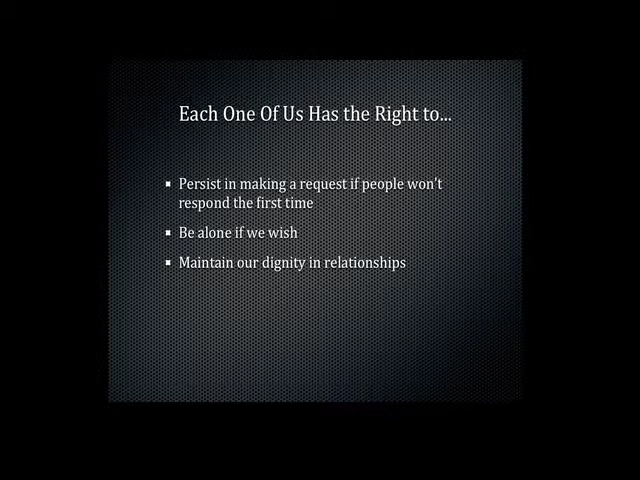 Each One Of Us Has the Right to...
Persist in making a request if people won't
respond the first time
Be alone if we wish
Maintain our dignity in relationships